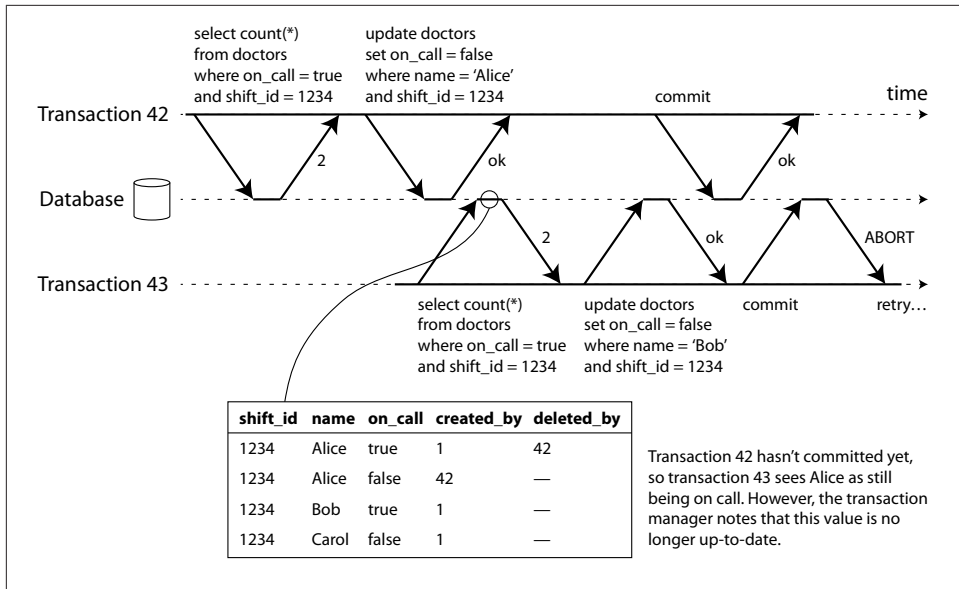 select count(*)
from doctors
where on_call = true
and shift_id = 1234
update doctors
set on_call = false
where name = ‘Alice’
and shift_id = 1234
commit
time
Transaction 42
2
ok
ok
Database
2
ok
ABORT
Transaction 43
select count(*)
from doctors
where on_call = true
and shift_id = 1234
update doctors
set on_call = false
where name = ‘Bob’
and shift_id = 1234
commit
retry…
shift_id name on_call created_by deleted_by
1234 Alice true 1 42
1234 Alice false 42 —
1234 Bob true 1 —
1234 Carol false 1 —
Transaction 42 hasn’t committed yet,
so transaction 43 sees Alice as still
being on call. However, the transaction
manager notes that this value is no
longer up-to-date.